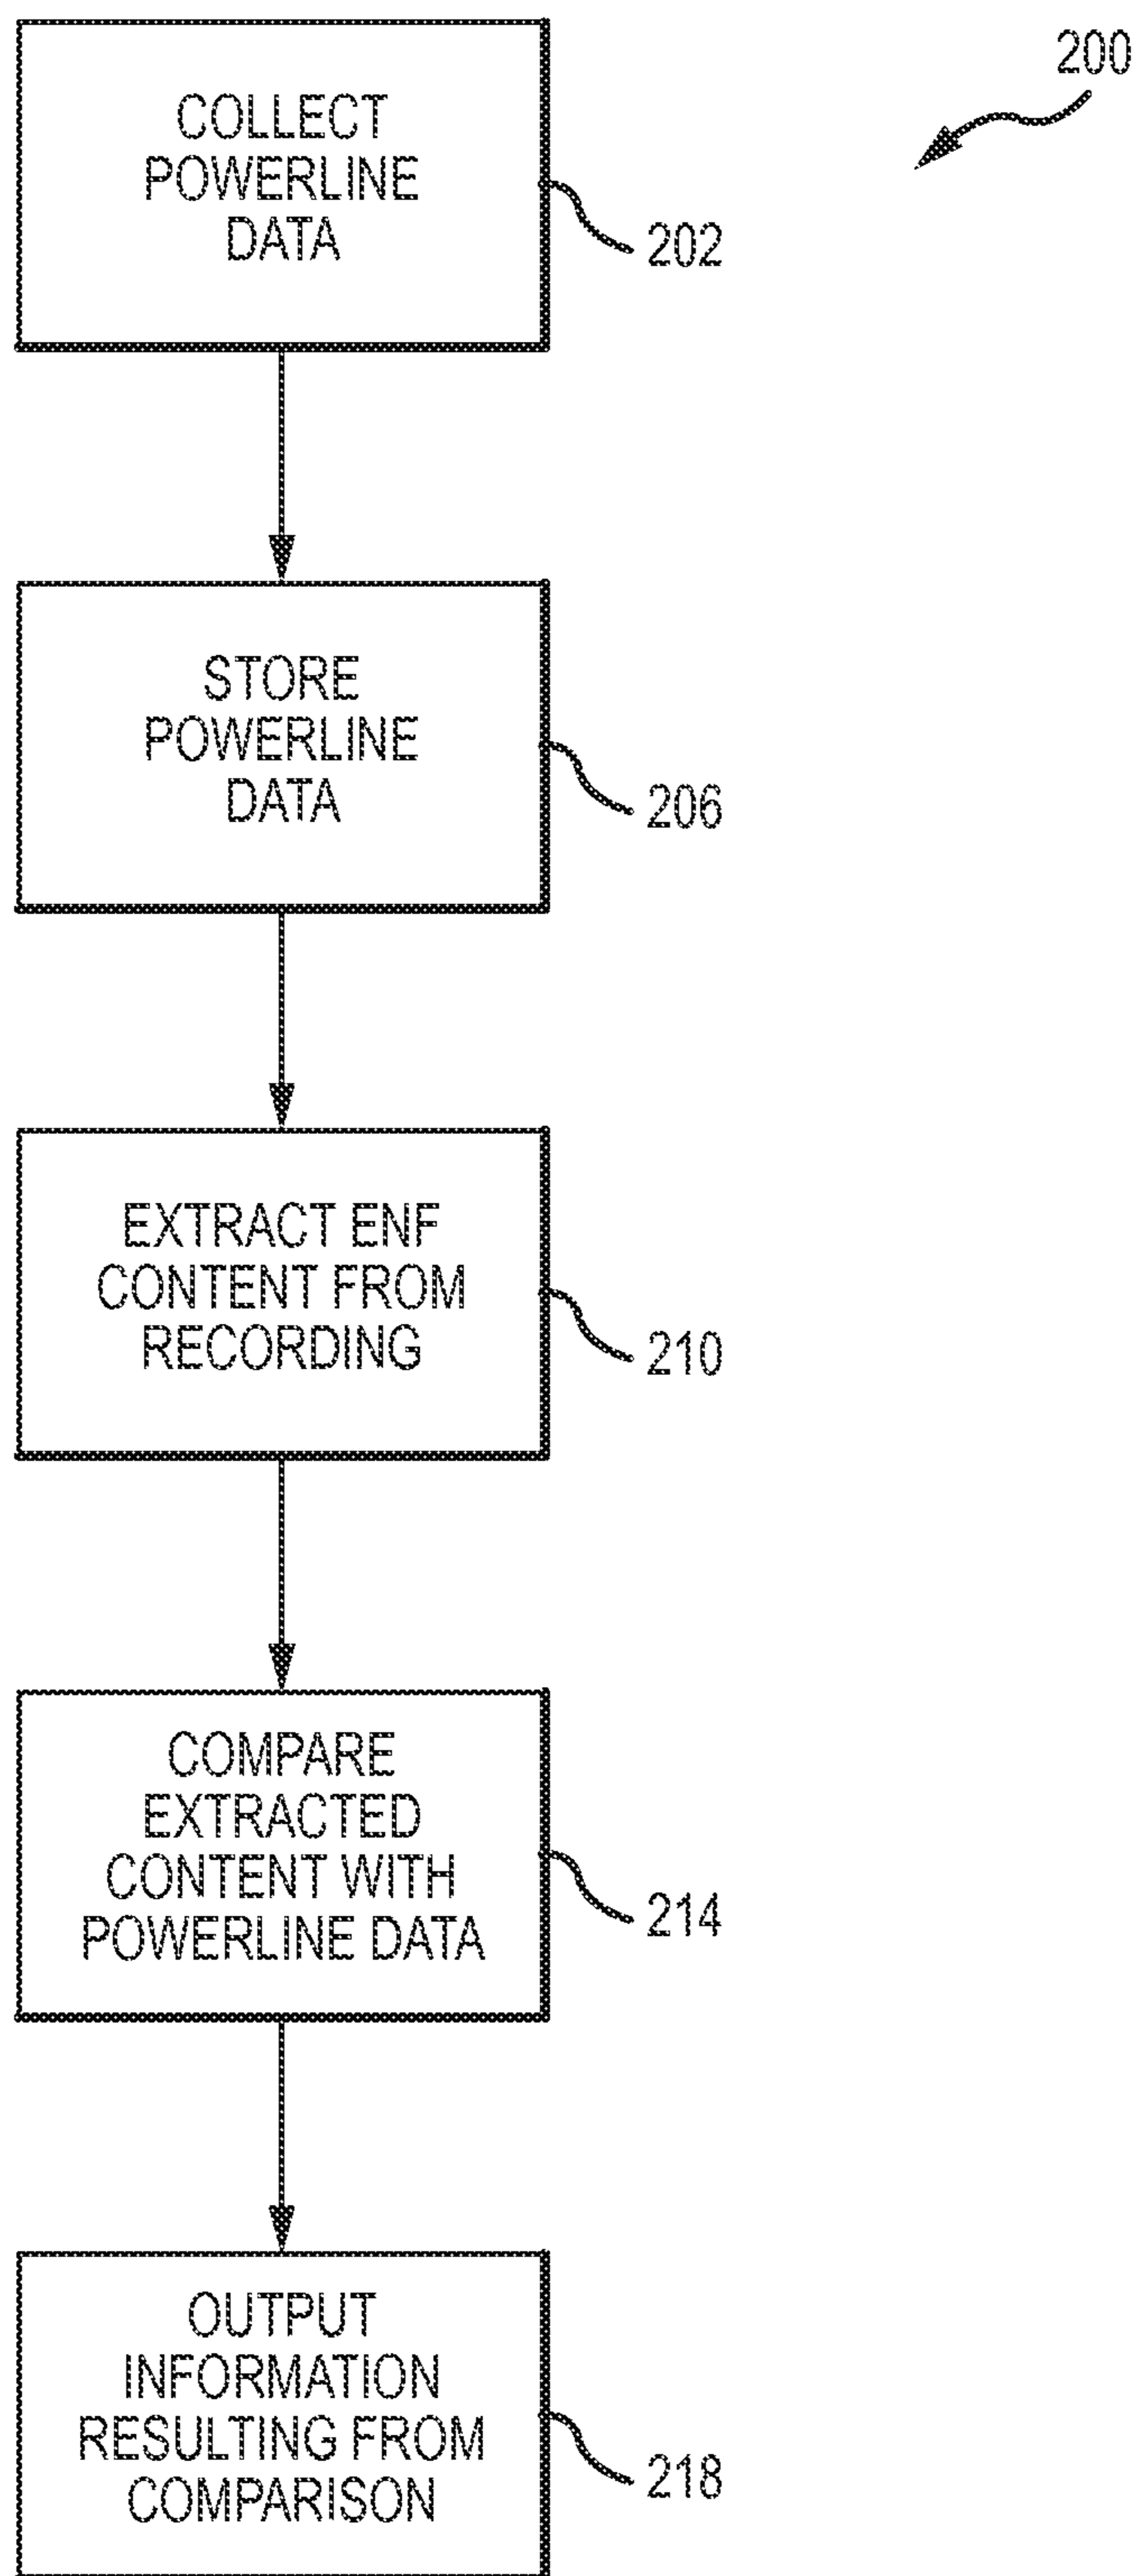 200
COLLECT
POWERLINE
DATA
202
STORE
POWERLINE
DATA
206
EXTRACT ENF
CONTENT FROM
RECORDING
210
COMPARE
EXTRACTED
CONTENT WITH
POWERLINE DATA
214
OUTPUT
INFORMATION
RESULTING FROM
COMPARISON
218